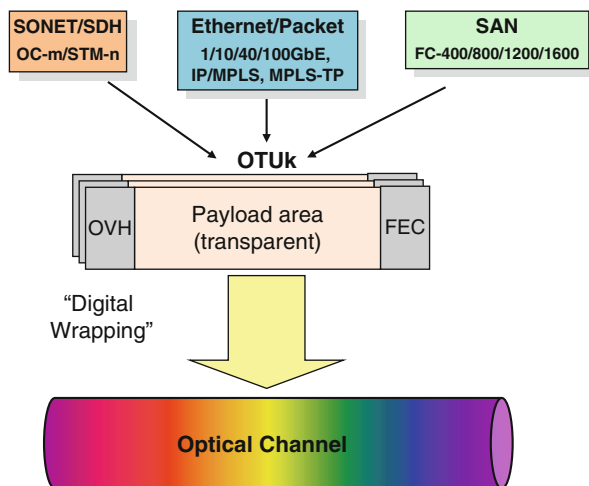 SONET/SDH
OC-m/STM-n
Ethernet/Packet
1/10/40/100GbE,
IP/MPLS, MPLS-TP
SAN
FC-400/800/1200/1600
OTUk
OVH
Payload area
(transparent)
FEC
“Digital
Wrapping”
Optical Channel